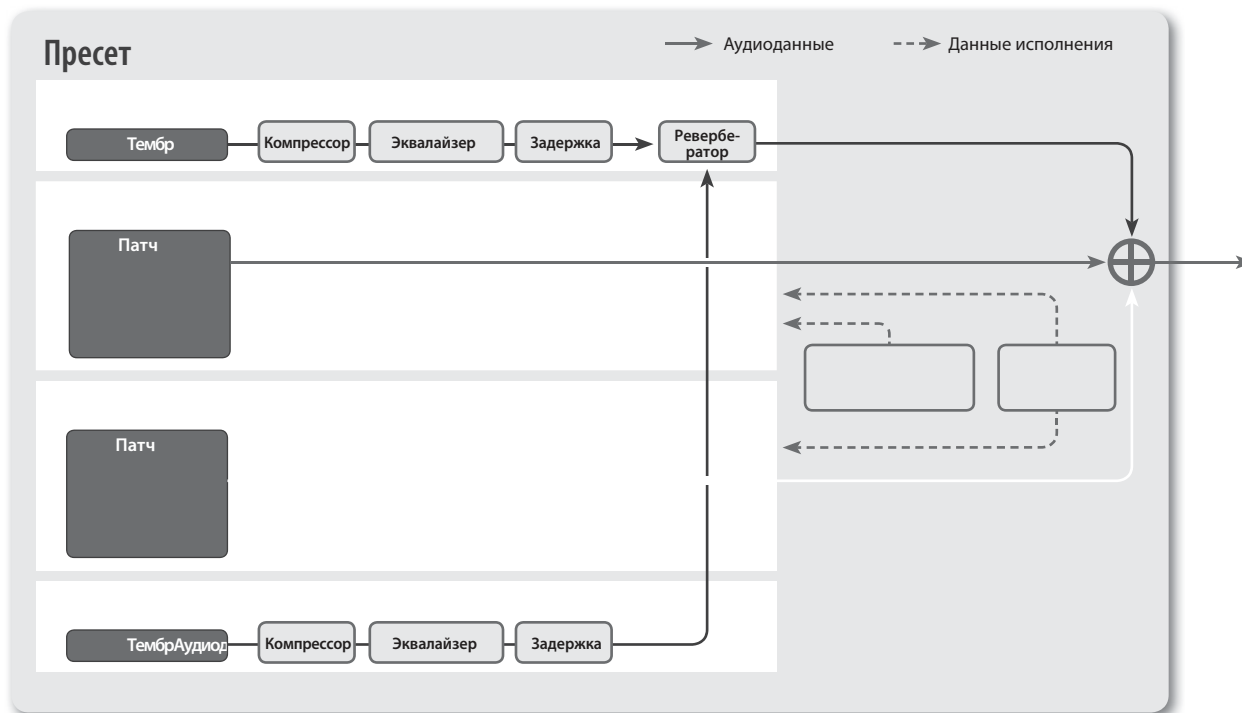 Пресет
Аудиоданные
Данные исполнения
Тембр
Компрессор
Эквалайзер
Задержка
Ревербе-
ратор
Патч
Патч
ТембрАудиод
Компрессор
Эквалайзер
Задержка